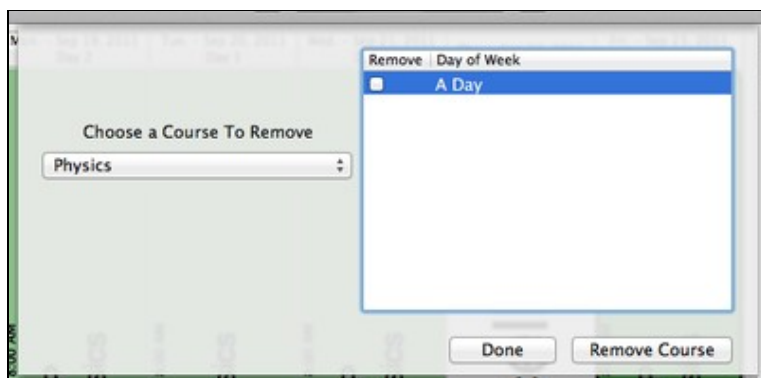 Remove Day of Week
A Day
Choose a Course To Remove
Physics
Done Remove Course